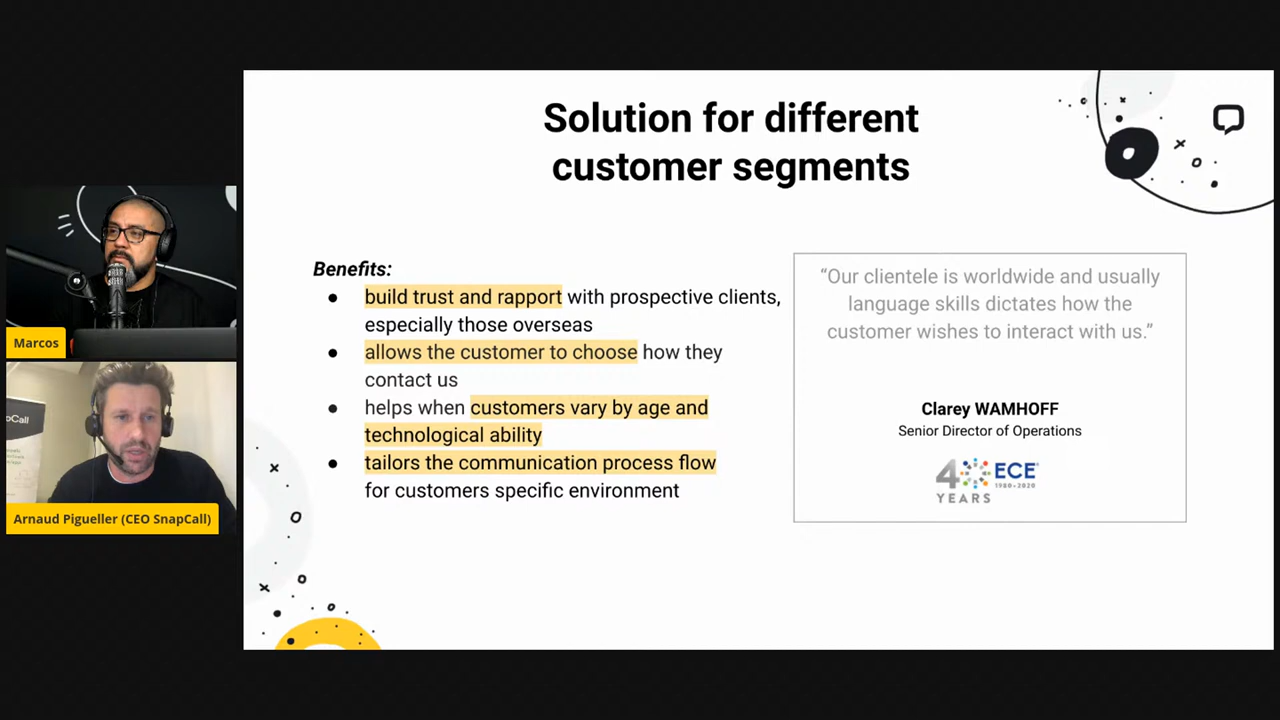 Solution for different
customer segments
Benefits:
● build trust and rapport with prospective clients,
especially those overseas
● allows the customer to choose how they
contact us
● helps when customers vary by age and
technological ability
● tailors the communication process flow
for customers specific environment
“Our clientele is worldwide and usually
language skills dictates how the
customer wishes to interact with us.”
Clarey WAMHOFF
Senior Director of Operations
40 ECE®
YEARS 1980-2020
Marcos
Arnaud Pigueller (CEO SnapCall)